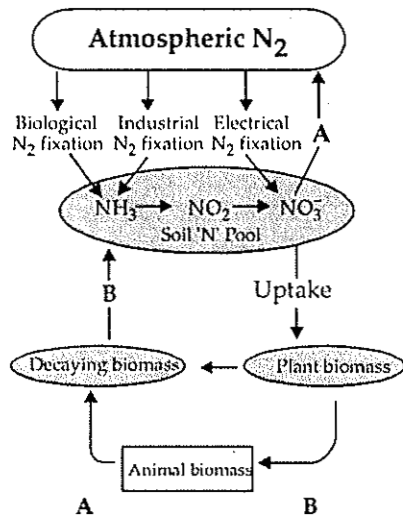 Atmospheric N₂
Biological Industrial Electrical
N₂ fixation N₂ fixation N₂ fixation
A
NH₃ NO₂ NO₃⁻
Soil 'N' Pool
B
Uptake
Decaying biomass Plant biomass
Animal biomass
A B